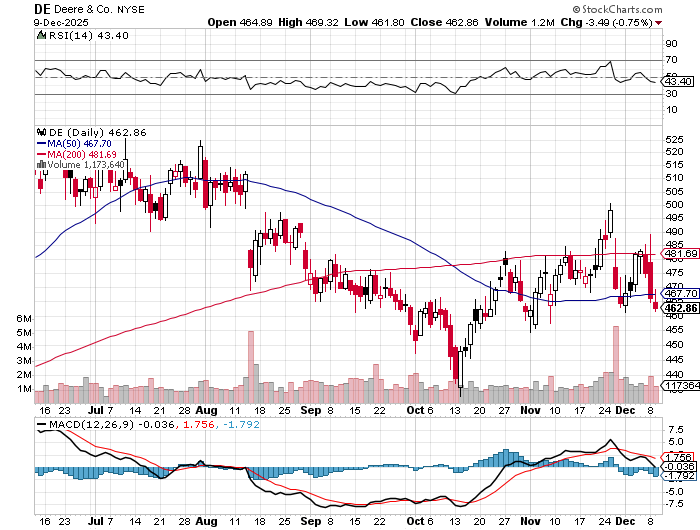 DE Deere & Co. NYSE
© StockCharts.com
9-Dec-2025
Open 464.89 High 469.32 Low 461.80 Close 462.86 Volume 1.2M Chg -3.49 (-0.75%)
RSI(14) 43.40
90
70
50
43.40
30
10
DE (Daily) 462.86
MA(50) 467.70
MA(200) 481.69
Volume 1,173,640
525
520
515
510
505
500
495
490
485
481.69
475
470
467.70
462.86
460
455
450
445
440
435
6M
5M
4M
3M
2M
1M
117364
16 23 Jul 7 14 21 28 Aug 11 18 25 Sep 8 15 22 Oct 6 13 20 27 Nov 10 17 24 Dec 8
MACD(12,26,9) -0.036, 1.756, -1.792
7.5
5.0
1.756
-0.036
-1.792
-5.0
-7.5
16 23 Jul 7 14 21 28 Aug 11 18 25 Sep 8 15 22 Oct 6 13 20 27 Nov 10 17 24 Dec 8